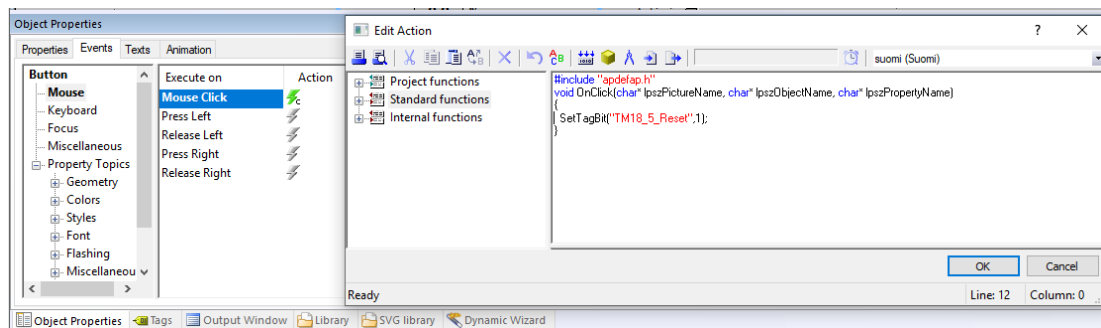 Object Properties
Properties Events Texts Animation
Button
Mouse
Keyboard
Focus
Miscellaneous
Property Topics
Geometry
Colors
Styles
Font
Flashing
Miscellaneou
Execute on Action
Mouse Click
Press Left
Release Left
Press Right
Release Right
Edit Action
suomi (Suomi)
Project functions
Standard functions
Internal functions
#include "apdefap.h"
void OnClick(char* lpszPictureName, char* lpszObjectName, char* lpszPropertyName)
{
SetTagBit("TM18_5_Reset",1);
}
OK Cancel
Ready Line: 12 Column: 0
Object Properties Tags Output Window Library SVG library Dynamic Wizard